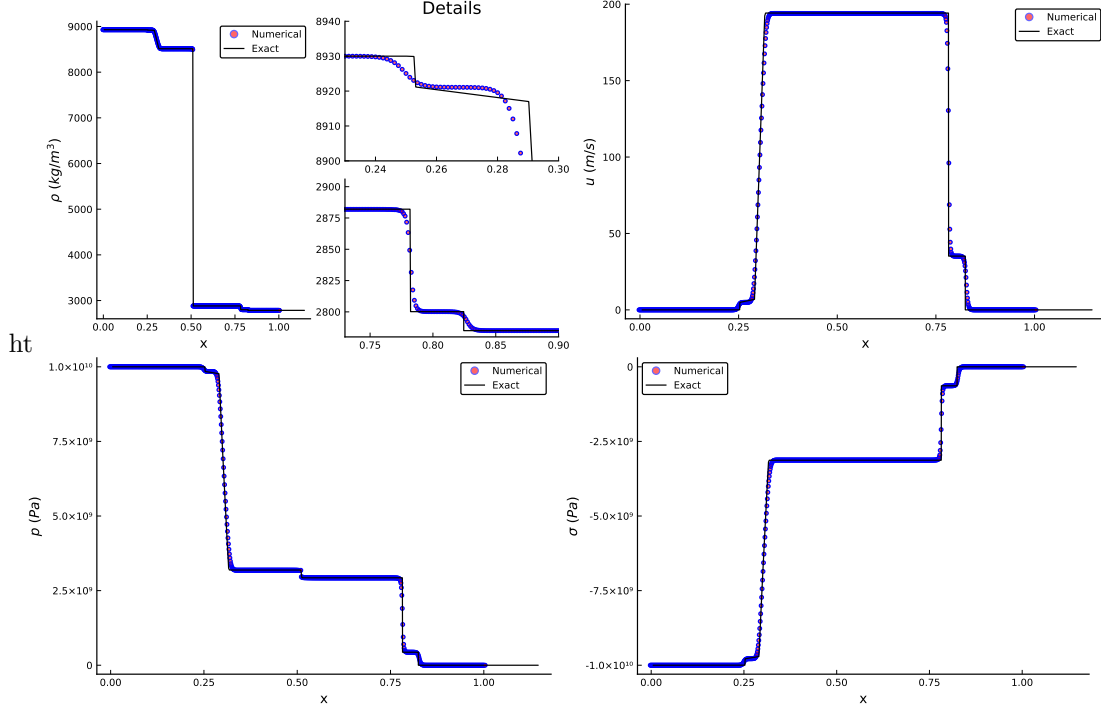 Details
9000
8000
7000
6000
5000
4000
3000
ρ (kg/m³)
0.00 0.25 0.50 0.75 1.00
x
Numerical
Exact
8940
8930
8920
8910
8900
0.24 0.26 0.28 0.30
2900
2875
2850
2825
2800
0.75 0.80 0.85 0.90
200
150
100
50
0
u (m/s)
0.00 0.25 0.50 0.75 1.00
x
Numerical
Exact
ht
1.0×10¹⁰
7.5×10⁹
5.0×10⁹
2.5×10⁹
0
p (Pa)
0.00 0.25 0.50 0.75 1.00
x
Numerical
Exact
0
-2.5×10⁹
-5.0×10⁹
-7.5×10⁹
-1.0×10¹⁰
σ (Pa)
0.00 0.25 0.50 0.75 1.00
x
Numerical
Exact